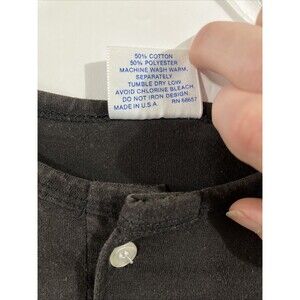 50% COTTON
50% POLYESTER
MACHINE WASH WARM,
SEPARATELY.
TUMBLE DRY LOW
AVOID CHLORINE BLEACH.
DO NOT IRON DESIGN.
MADE IN U.S.A. RN 68657